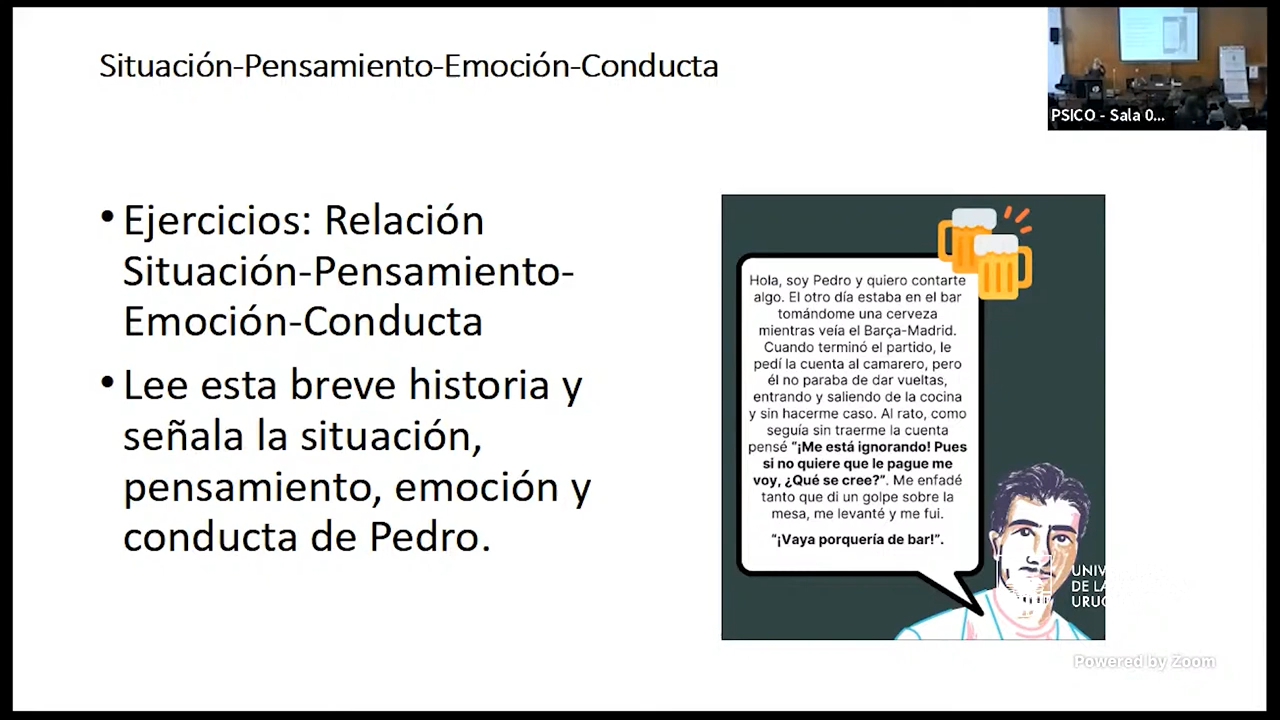 Situación-Pensamiento-Emoción-Conducta
PSICO - Sala 0...
• Ejercicios: Relación
Situación-Pensamiento-
Emoción-Conducta
• Lee esta breve historia y
señala la situación,
pensamiento, emoción y
conducta de Pedro.
Hola, soy Pedro y quiero contarte
algo. El otro día estaba en el bar
tomándome una cerveza
mientras veía el Barça-Madrid.
Cuando terminó el partido, le
pedí la cuenta al camarero, pero
él no paraba de dar vueltas,
entrando y saliendo de la cocina
y sin hacerme caso. Al rato, como
seguía sin traerme la cuenta
pensé “¡Me está ignorando! Pues
si no quiere que le pague me
voy, ¿Qué se cree?”. Me enfadé
tanto que di un golpe sobre la
mesa, me levanté y me fui.
“¡Vaya porquería de bar!”.
DE LA
Powered by Zoom